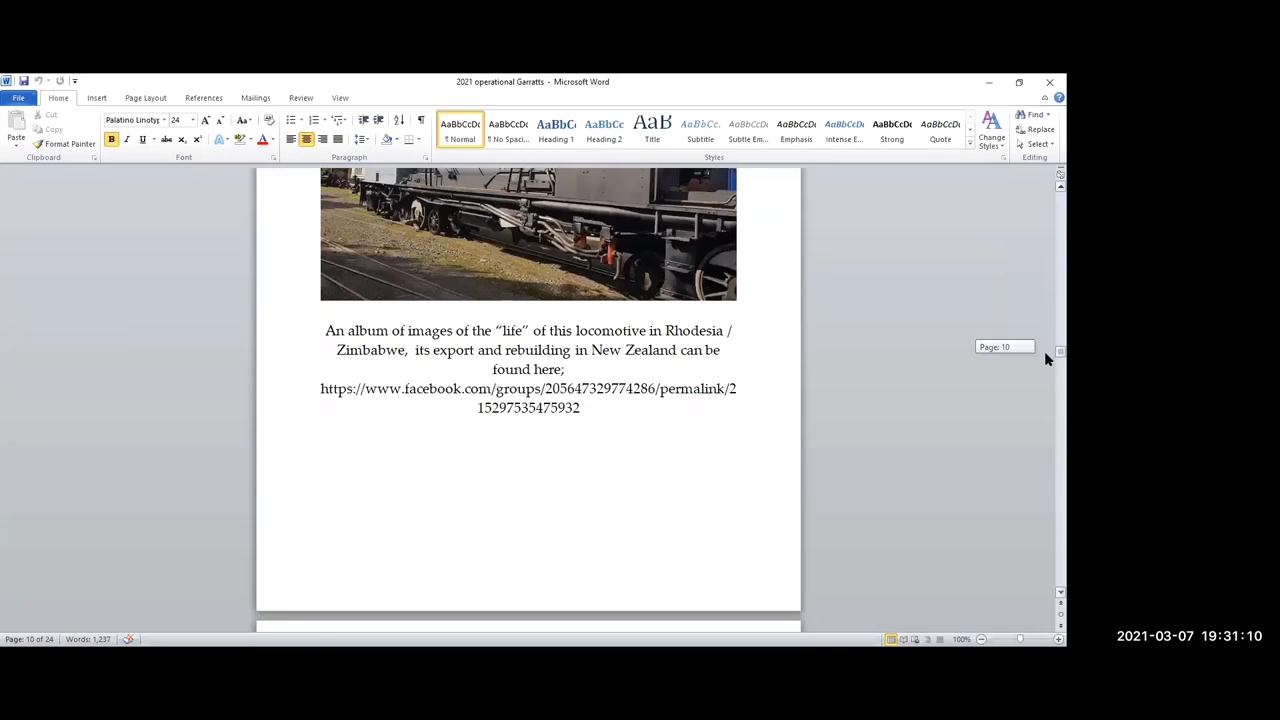 2021 operational Garratts - Microsoft Word
File Home Insert Page Layout References Mailings Review View
Paste
Cut
Copy
Format Painter
Clipboard
Palatino Linotyp 24
Font
Paragraph
AaBbCcDc AaBbCcDc AaBbC AaBbCc AaB AaBbCc. AaBbCcDc AaBbCcDc AaBbCcDc AaBbCcDc AaBbCcDc
¶ Normal ¶ No Spaci... Heading 1 Heading 2 Title Subtitle Subtle Em... Emphasis Intense E... Strong Quote
Styles
Change Styles
Find
Replace
Select
Editing
An album of images of the “life” of this locomotive in Rhodesia /
Zimbabwe, its export and rebuilding in New Zealand can be
found here;
https://www.facebook.com/groups/205647329774286/permalink/2
15297535475932
Page: 10
Page: 10 of 24 Words: 1,237 100%
2021-03-07 19:31:10